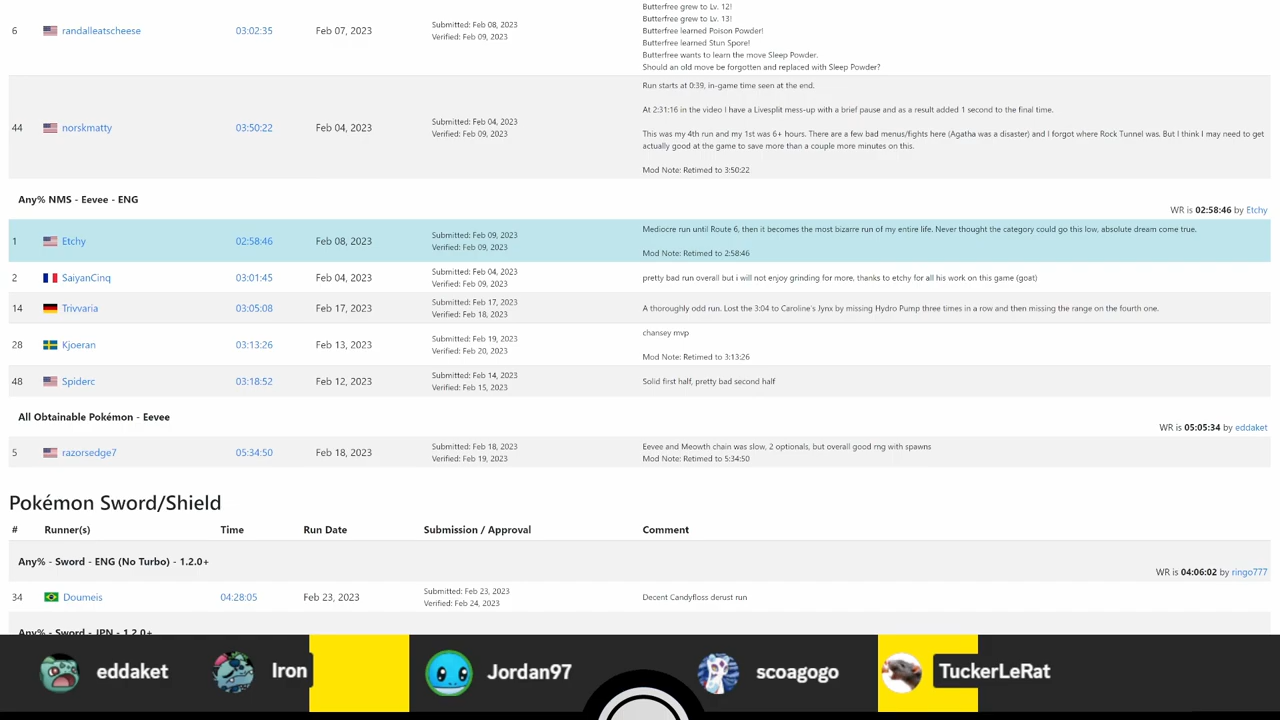 Butterfree grew to Lv. 12!
Butterfree grew to Lv. 13!
6 randalleatscheese 03:02:35 Feb 07, 2023 Submitted: Feb 08, 2023
Verified: Feb 09, 2023
Butterfree learned Poison Powder!
Butterfree learned Stun Spore!
Butterfree wants to learn the move Sleep Powder.
Should an old move be forgotten and replaced with Sleep Powder?
Run starts at 0:39, in-game time seen at the end.
At 2:31:16 in the video I have a Livesplit mess-up with a brief pause and as a result added 1 second to the final time.
44 norskmatty 03:50:22 Feb 04, 2023 Submitted: Feb 04, 2023
Verified: Feb 09, 2023
This was my 4th run and my 1st was 6+ hours. There are a few bad menus/fights here (Agatha was a disaster) and I forgot where Rock Tunnel was. But I think I may need to get
actually good at the game to save more than a couple more minutes on this.
Mod Note: Retimed to 3:50:22
Any% NMS - Eevee - ENG
WR is 02:58:46 by Etchy
1 Etchy 02:58:46 Feb 08, 2023 Submitted: Feb 09, 2023
Verified: Feb 09, 2023
Mediocre run until Route 6, then it becomes the most bizarre run of my entire life. Never thought the category could go this low, absolute dream come true.
Mod Note: Retimed to 2:58:46
2 SaiyanCinq 03:01:45 Feb 04, 2023 Submitted: Feb 04, 2023
Verified: Feb 09, 2023
pretty bad run overall but i will not enjoy grinding for more, thanks to etchy for all his work on this game (goat)
14 Trivvaria 03:05:08 Feb 17, 2023 Submitted: Feb 17, 2023
Verified: Feb 18, 2023
A thoroughly odd run. Lost the 3:04 to Caroline's Jynx by missing Hydro Pump three times in a row and then missing the range on the fourth one.
28 Kjoeran 03:13:26 Feb 13, 2023 Submitted: Feb 19, 2023
Verified: Feb 20, 2023
chansey mvp
Mod Note: Retimed to 3:13:26
48 Spiderc 03:18:52 Feb 12, 2023 Submitted: Feb 14, 2023
Verified: Feb 15, 2023
Solid first half, pretty bad second half
All Obtainable Pokémon - Eevee
WR is 05:05:34 by eddaket
5 razorsedge7 05:34:50 Feb 18, 2023 Submitted: Feb 18, 2023
Verified: Feb 19, 2023
Eevee and Meowth chain was slow, 2 optionals, but overall good rng with spawns
Mod Note: Retimed to 5:34:50
Pokémon Sword/Shield
# Runner(s) Time Run Date Submission / Approval Comment
Any% - Sword - ENG (No Turbo) - 1.2.0+
WR is 04:06:02 by ringo777
34 Doumeis 04:28:05 Feb 23, 2023 Submitted: Feb 23, 2023
Verified: Feb 24, 2023
Decent Candyfloss derust run
Any% - Sword - JPN - 1.2.0+
eddaket Iron Jordan97 scoagogo TuckerLeRat